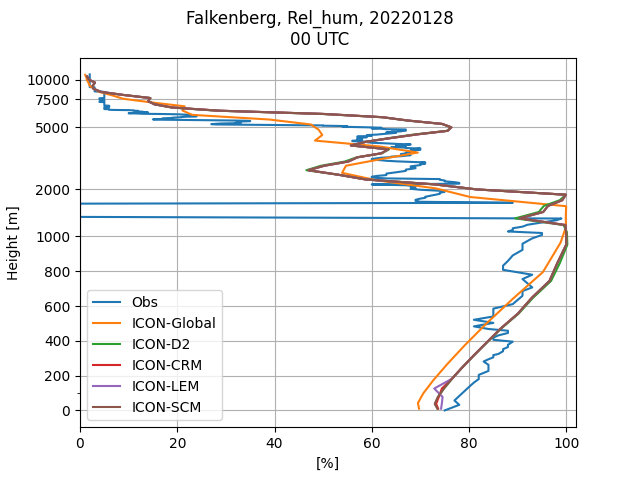 Falkenberg, Rel_hum, 20220128
00 UTC
10000
7500
5000
2000
1000
800
600
400
200
0
Height [m]
Obs
ICON-Global
ICON-D2
ICON-CRM
ICON-LEM
ICON-SCM
0
20
40
60
80
100
[%]